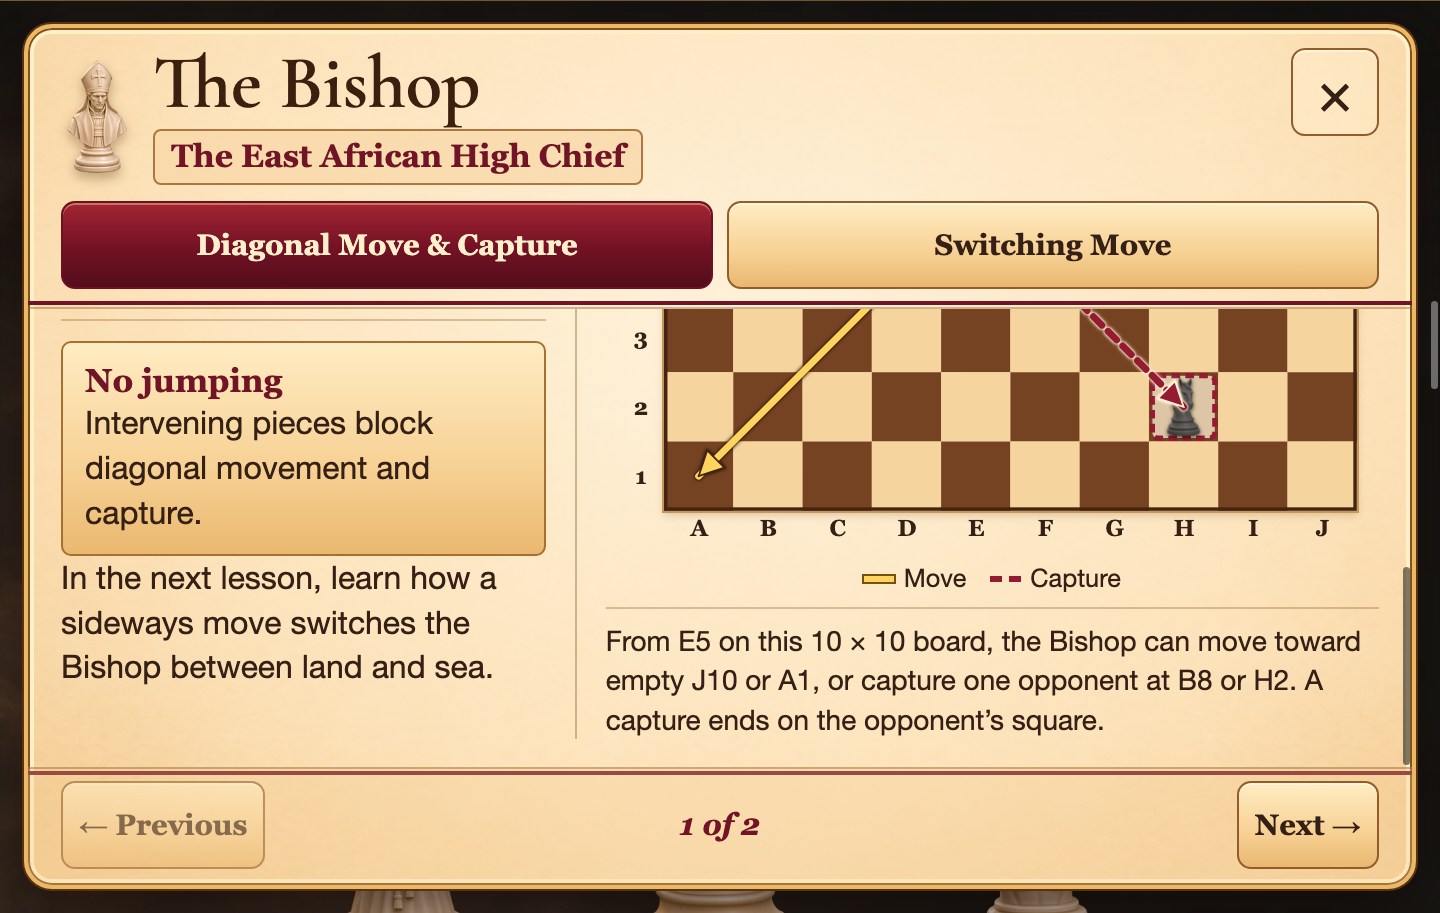 The Bishop
×
The East African High Chief
Diagonal Move & Capture
Switching Move
No jumping
Intervening pieces block
diagonal movement and
capture.
In the next lesson, learn how a
sideways move switches the
Bishop between land and sea.
3
2
1
A B C D E F G H I J
Move Capture
From E5 on this 10 × 10 board, the Bishop can move toward
empty J10 or A1, or capture one opponent at B8 or H2. A
capture ends on the opponent’s square.
← Previous
1 of 2
Next →